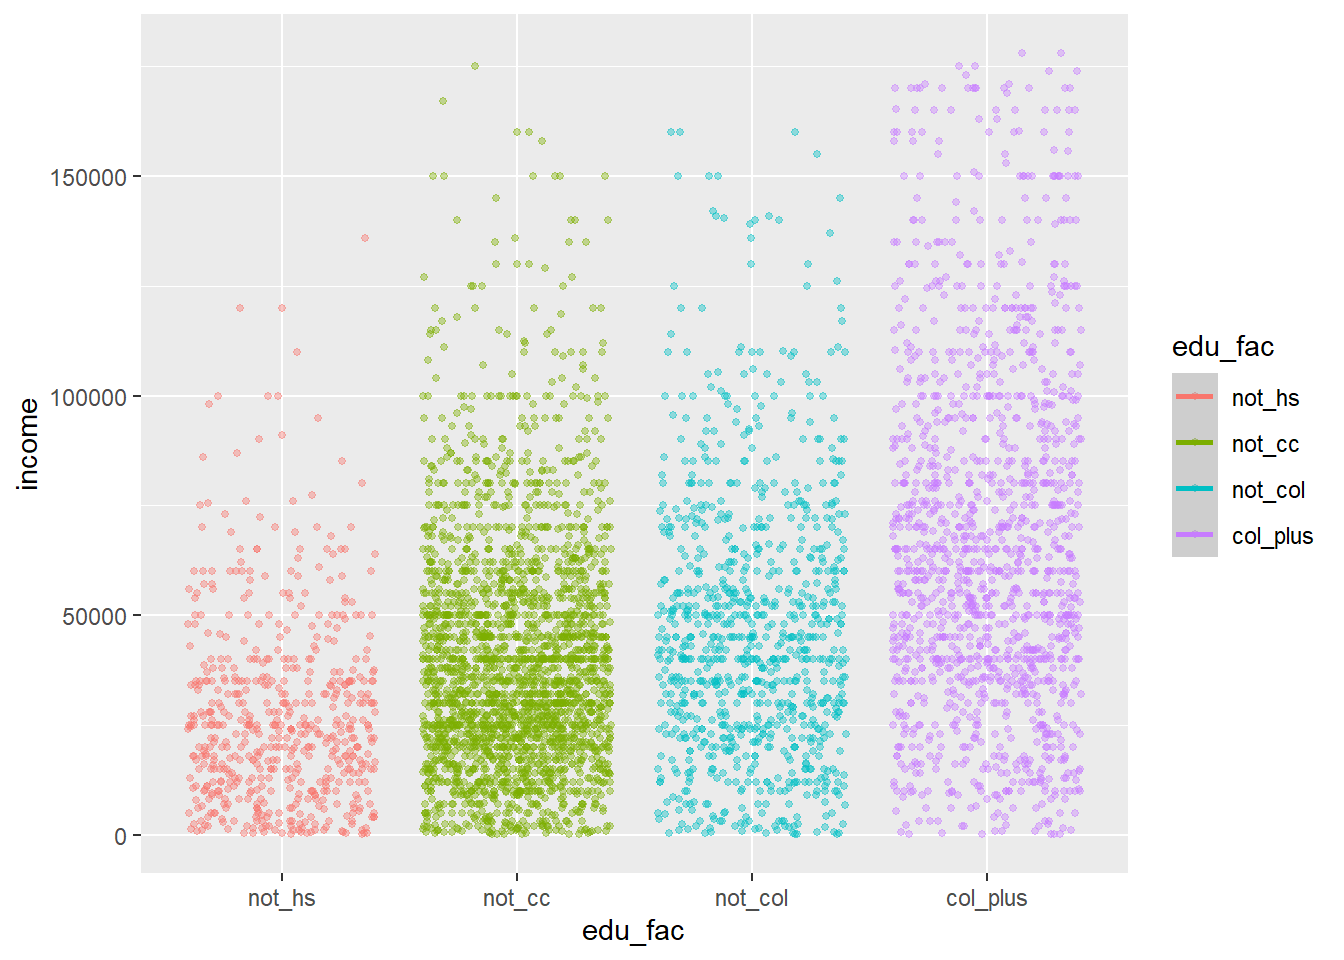 income
150000
100000
50000
0
not_hs
not_cc
not_col
col_plus
edu_fac
edu_fac
not_hs
not_cc
not_col
col_plus